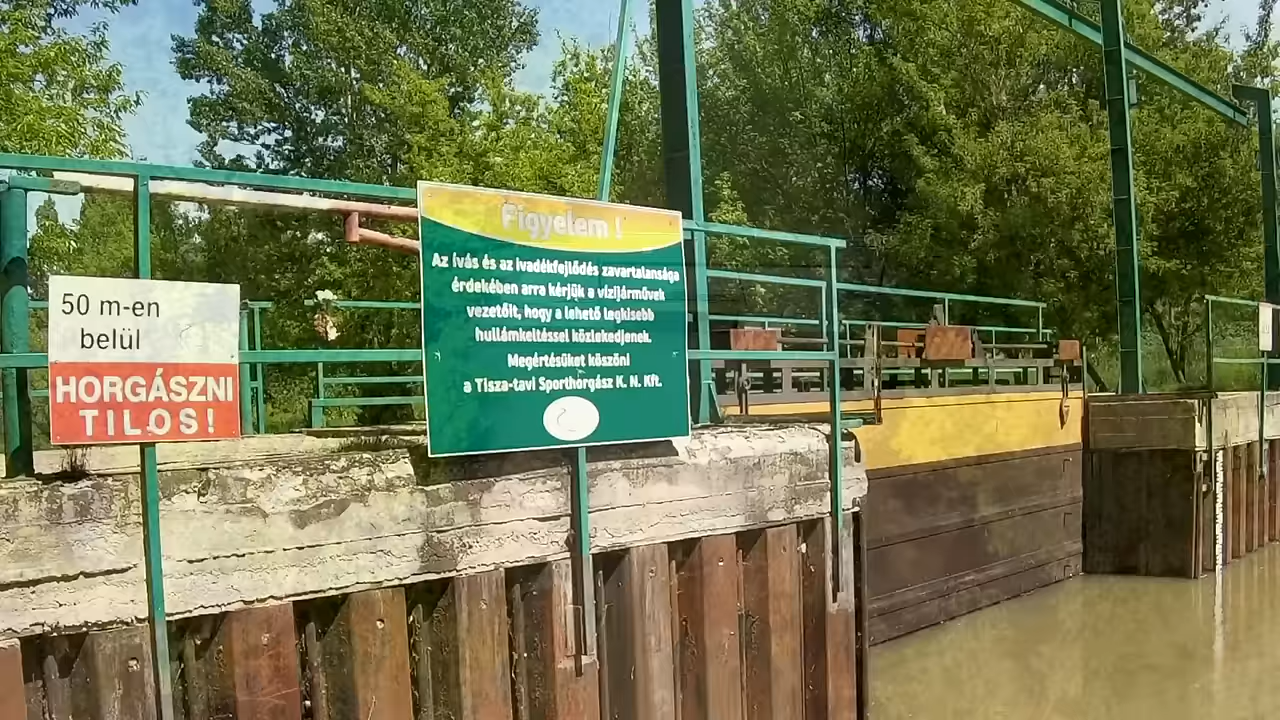 50 m-en
belül
HORGÁSZNI
TILOS!
Figyelem !
Az ívás és az ivadékfejlődés zavartalansága
érdekében arra kérjük a vízijárművek
vezetőit, hogy a lehető legkisebb
hullámkeltéssel közlekedjenek.
Megértésüket köszöni
a Tisza-tavi Sporthorgász K. N. Kft.